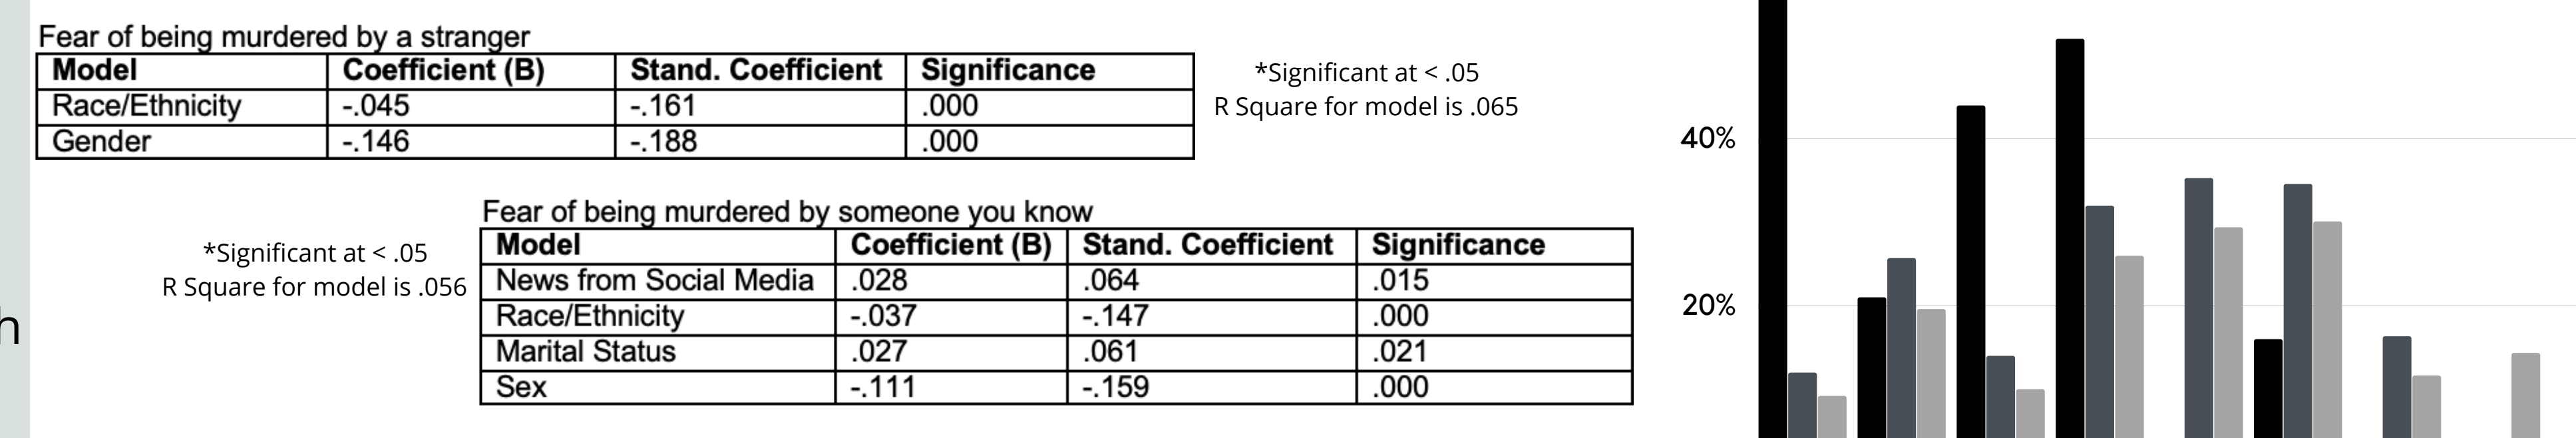 Fear of being murdered by a stranger
Model Coefficient (B) Stand. Coefficient Significance
Race/Ethnicity -.045 -.161 .000
Gender -.146 -.188 .000
*Significant at < .05
R Square for model is .065
Fear of being murdered by someone you know
*Significant at < .05
R Square for model is .056
Model Coefficient (B) Stand. Coefficient Significance
News from Social Media .028 .064 .015
Race/Ethnicity -.037 -.147 .000
Marital Status .027 .061 .021
Sex -.111 -.159 .000
h
40%
20%